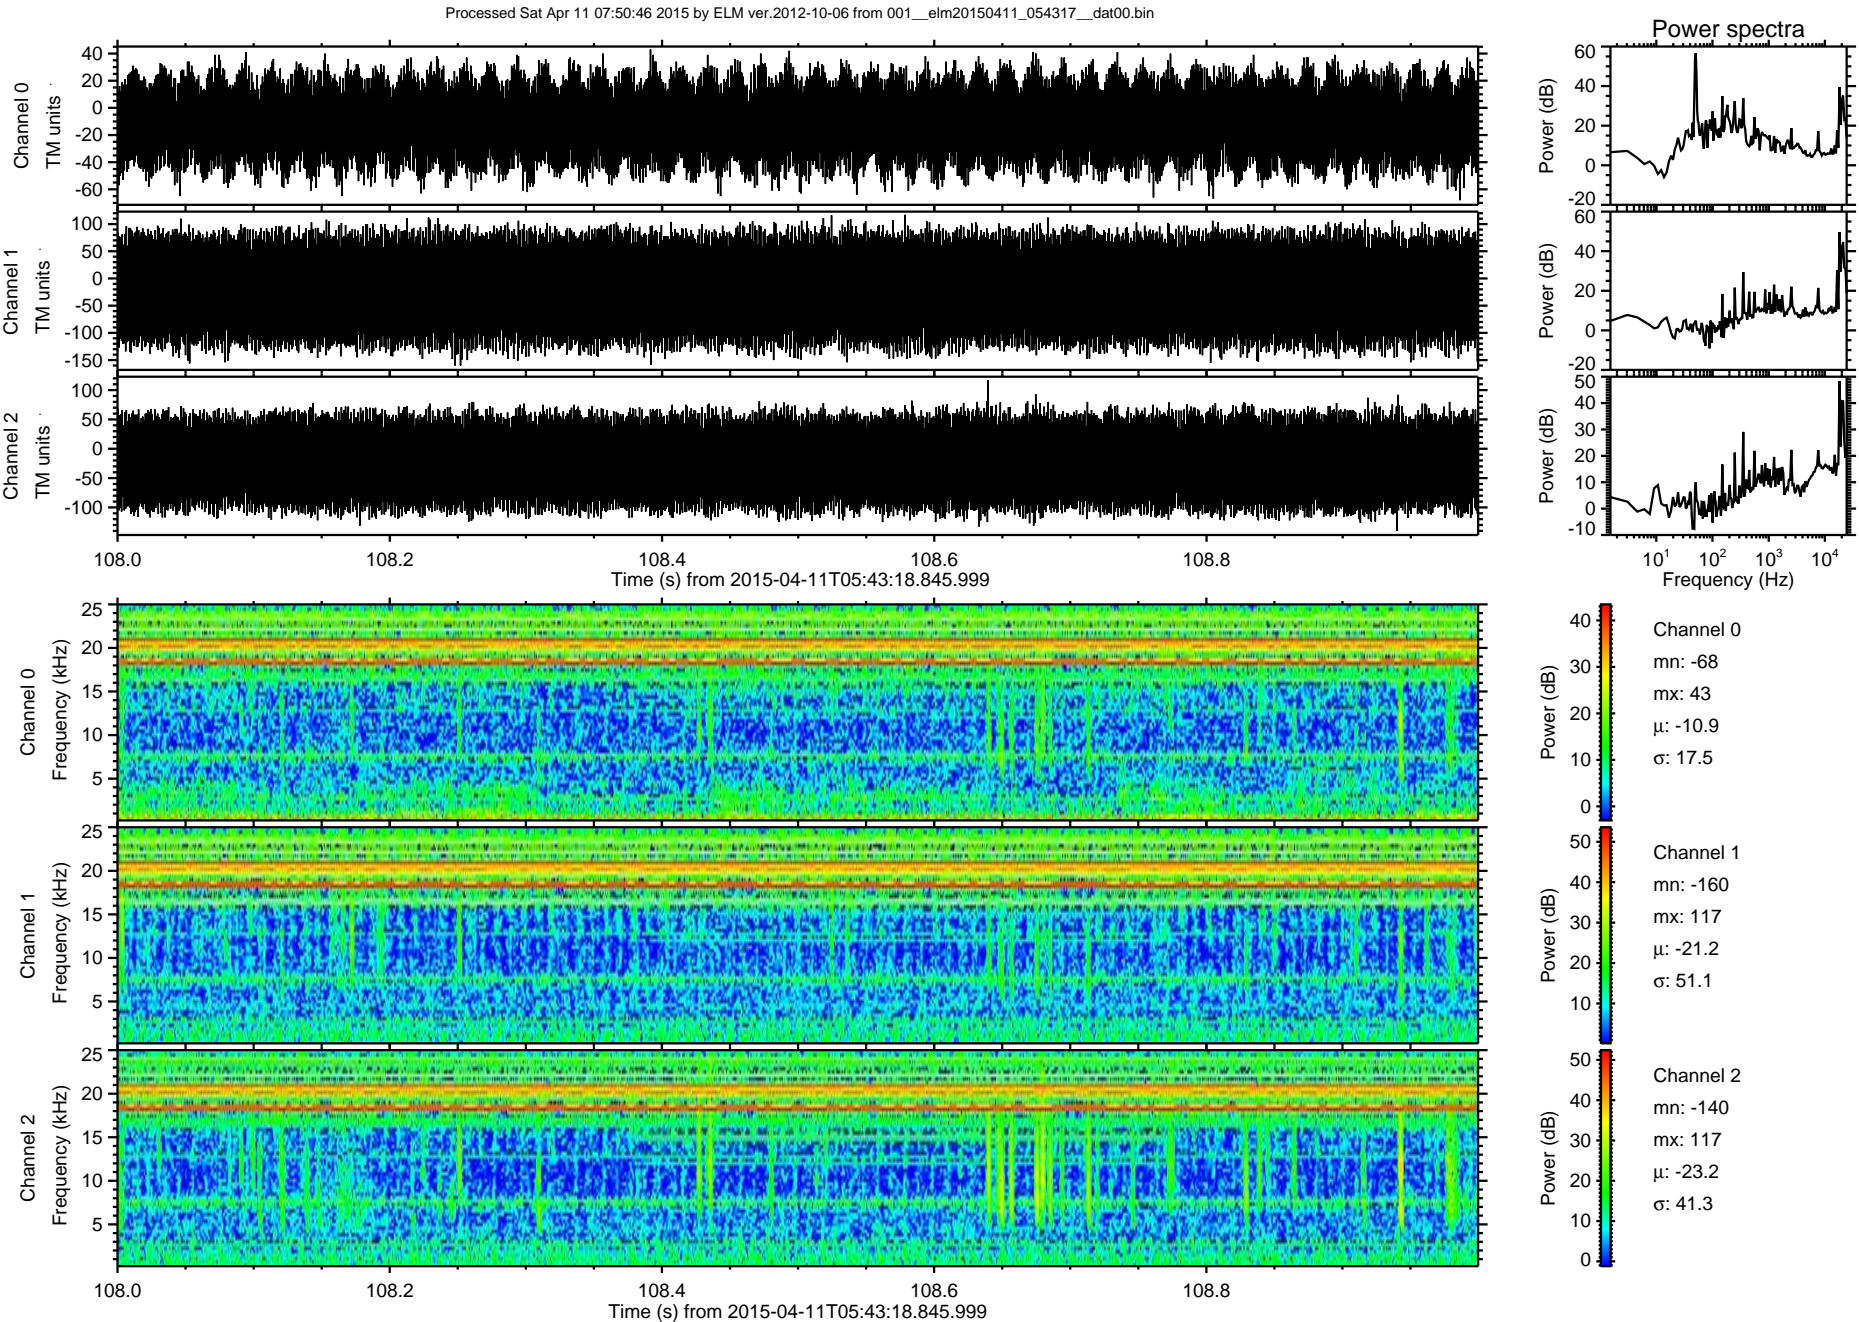 Processed Sat Apr 11 07:50:46 2015 by ELM ver.2012-10-06 from 001__elm20150411_054317__dat00.bin
Power spectra
Channel 0
TM units
40
20
0
-20
-40
-60
Power (dB)
60
40
20
0
-20
Channel 1
TM units
100
50
0
-50
-100
-150
Power (dB)
60
40
20
0
-20
Channel 2
TM units
100
50
0
-50
-100
Power (dB)
50
40
30
20
10
0
-10
108.0 108.2 108.4 108.6 108.8
Time (s) from 2015-04-11T05:43:18.845.999
10¹ 10² 10³ 10⁴
Frequency (Hz)
Channel 0
Frequency (kHz)
25
20
15
10
5
Power (dB)
40
30
20
10
0
Channel 0
mn: -68
mx: 43
μ: -10.9
σ: 17.5
Channel 1
Frequency (kHz)
25
20
15
10
5
Power (dB)
50
40
30
20
10
Channel 1
mn: -160
mx: 117
μ: -21.2
σ: 51.1
Channel 2
Frequency (kHz)
25
20
15
10
5
Power (dB)
50
40
30
20
10
0
Channel 2
mn: -140
mx: 117
μ: -23.2
σ: 41.3
108.0 108.2 108.4 108.6 108.8
Time (s) from 2015-04-11T05:43:18.845.999